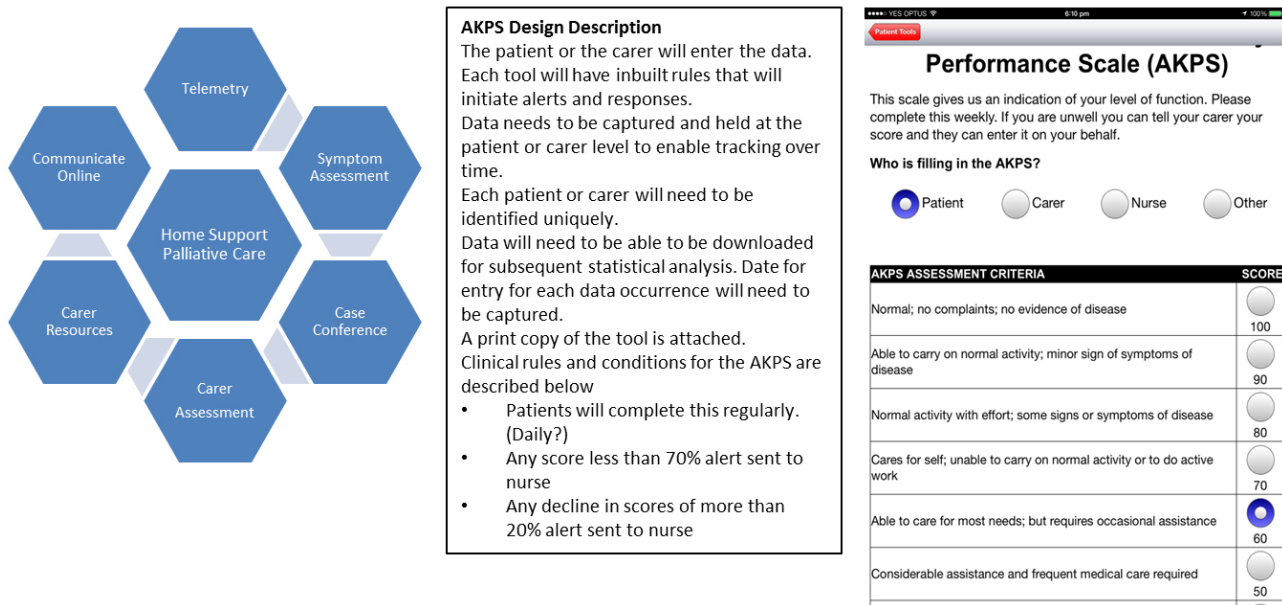 Telemetry
Communicate
Online
Symptom
Assessment
Home Support
Palliative Care
Carer
Resources
Case
Conference
Carer
Assessment
AKPS Design Description
The patient or the carer will enter the data.
Each tool will have inbuilt rules that will
initiate alerts and responses.
Data needs to be captured and held at the
patient or carer level to enable tracking over
time.
Each patient or carer will need to be
identified uniquely.
Data will need to be able to be downloaded
for subsequent statistical analysis. Date for
entry for each data occurrence will need to
be captured.
A print copy of the tool is attached.
Clinical rules and conditions for the AKPS are
described below
• Patients will complete this regularly.
(Daily?)
• Any score less than 70% alert sent to
nurse
• Any decline in scores of more than
20% alert sent to nurse
YES OPTUS 6:10 pm 100%
Patient Tools
Performance Scale (AKPS)
This scale gives us an indication of your level of function. Please
complete this weekly. If you are unwell you can tell your carer your
score and they can enter it on your behalf.
Who is filling in the AKPS?
Patient Carer Nurse Other
AKPS ASSESSMENT CRITERIA SCORE
Normal; no complaints; no evidence of disease
100
Able to carry on normal activity; minor sign of symptoms of
disease
90
Normal activity with effort; some signs or symptoms of disease
80
Cares for self; unable to carry on normal activity or to do active
work
70
Able to care for most needs; but requires occasional assistance
60
Considerable assistance and frequent medical care required
50